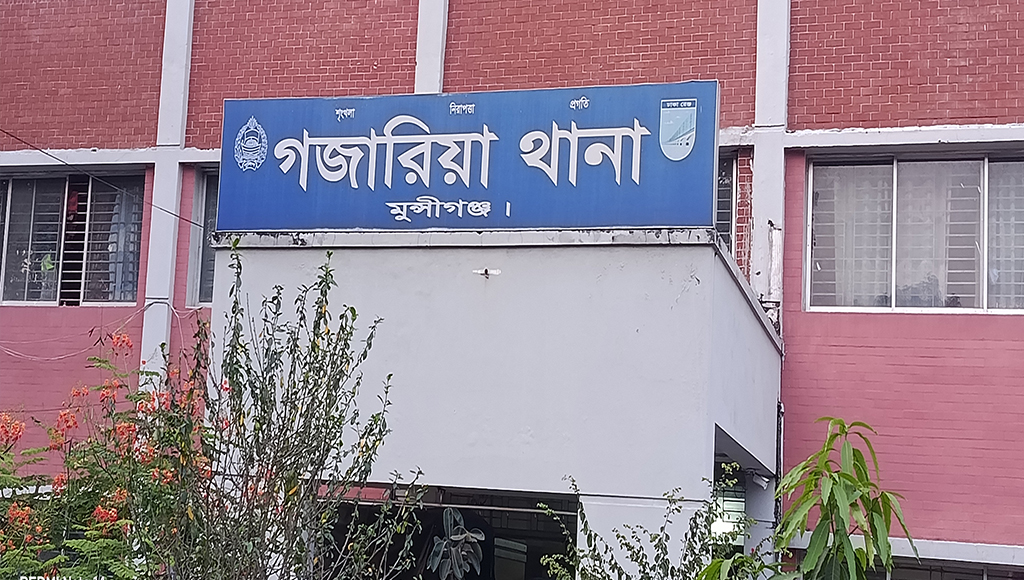 শৃংখলা নিরাপত্তা প্রগতি
ঢাকা রেঞ্জ
গজারিয়া থানা
মুন্সীগঞ্জ।